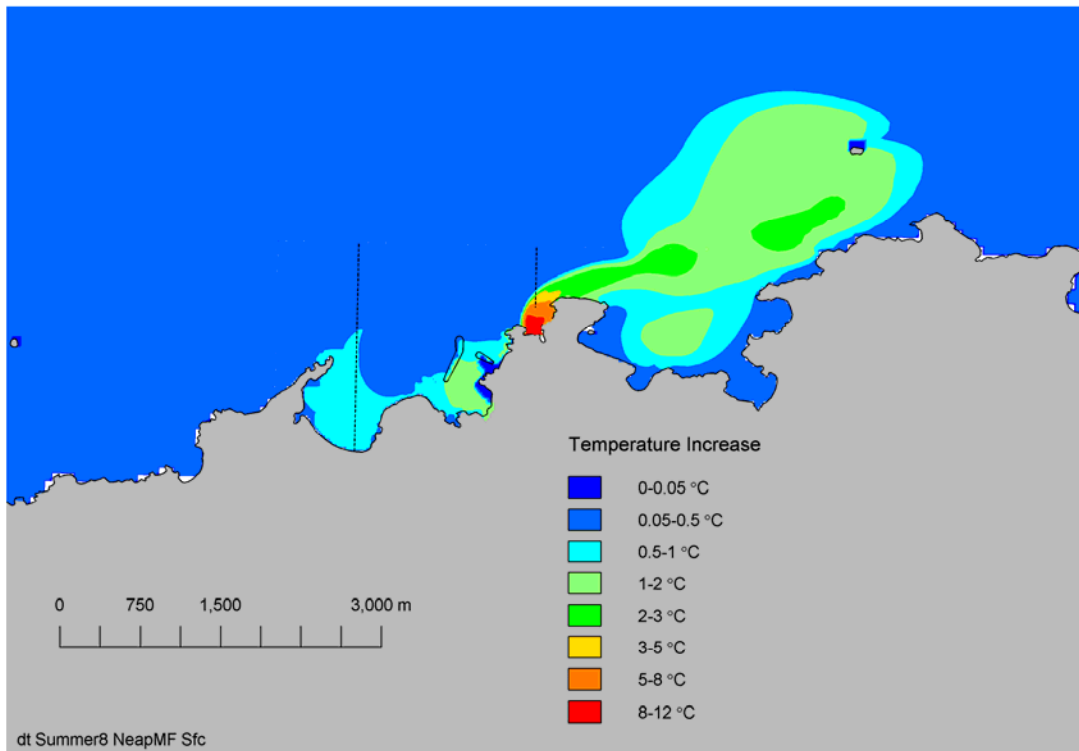 Temperature Increase
0-0.05 °C
0.05-0.5 °C
0.5-1 °C
1-2 °C
2-3 °C
3-5 °C
5-8 °C
8-12 °C
0 750 1,500 3,000 m
dt Summer8 NeapMF Sfc